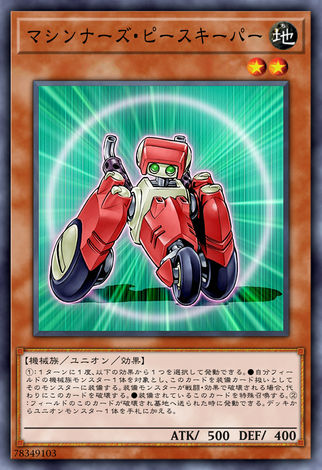 マシンナーズ・ピースキーパー
地
【機械族／ユニオン／効果】
①：1ターンに1度、以下の効果から1つを選択して発動できる。●自分フィ
ールドの機械族モンスター1体を対象とし、このカードを装備カード扱いとして
そのモンスターに装備する。装備モンスターが戦闘・効果で破壊される場合、代
わりにこのカードを破壊する。●装備されているこのカードを特殊召喚する。②
：フィールドのこのカードが破壊され墓地へ送られた時に発動できる。デッキか
らユニオンモンスター1体を手札に加える。
ATK/ 500 DEF/ 400
78349103